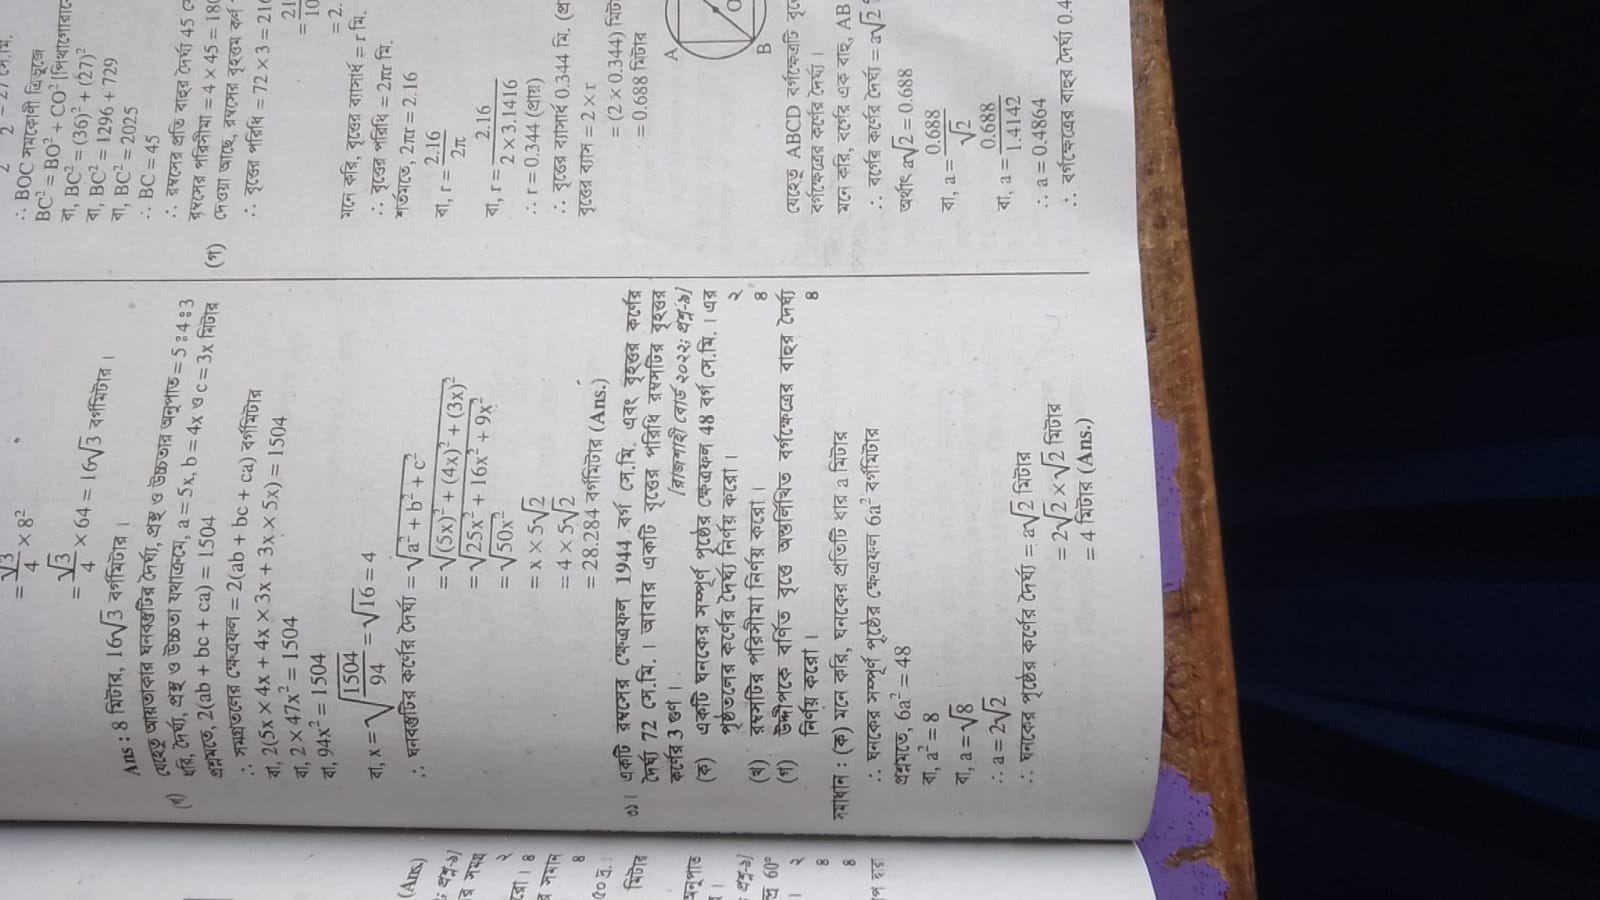 = √3/4 × 8²
= √3/4 × 64 = 16√3 বর্গমিটার ।
Ans : 8 মিটার, 16√3 বর্গমিটার ।
(খ) যেহেতু আয়তাকার ঘনবস্তুটির দৈর্ঘ্য, প্রস্থ ও উচ্চতার অনুপাত = 5 ঃ 4 ঃ 3
ধরি, দৈর্ঘ্য, প্রস্থ ও উচ্চতা যথাক্রমে, a = 5x, b = 4x ও c = 3x মিটার
প্রশ্নমতে, 2(ab + bc + ca) = 1504
∴ সমগ্রতলের ক্ষেত্রফল = 2(ab + bc + ca) বর্গমিটার
বা, 2(5x × 4x + 4x × 3x + 3x × 5x) = 1504
বা, 2 × 47x² = 1504
বা, 94x² = 1504
বা, x = √(1504/94) = √16 = 4
∴ ঘনবস্তুটির কর্ণের দৈর্ঘ্য = √(a² + b² + c²)
= √((5x)² + (4x)² + (3x)²)
= √(25x² + 16x² + 9x²)
= √(50x²)
= x × 5√2
= 4 × 5√2
= 28.284 বর্গমিটার (Ans.)
৩১। একটি রম্বসের ক্ষেত্রফল 1944 বর্গ সে.মি. এবং বৃহত্তর কর্ণের
দৈর্ঘ্য 72 সে.মি. । আবার একটি বৃত্তের পরিধি রম্বসটির বৃহত্তর
কর্ণের 3 গুণ । [রাজশাহী বোর্ড ২০২২; প্রশ্ন-৯]
(ক) একটি ঘনকের সম্পূর্ণ পৃষ্ঠের ক্ষেত্রফল 48 বর্গ সে.মি. । এর
পৃষ্ঠতলের কর্ণের দৈর্ঘ্য নির্ণয় করো । ২
(খ) রম্বসটির পরিসীমা নির্ণয় করো । ৪
(গ) উদ্দীপকে বর্ণিত বৃত্তে অন্তর্লিখিত বর্গক্ষেত্রের বাহুর দৈর্ঘ্য
নির্ণয় করো । ৪
সমাধান : (ক) মনে করি, ঘনকের প্রতিটি ধার a মিটার
∴ ঘনকের সম্পূর্ণ পৃষ্ঠের ক্ষেত্রফল 6a² বর্গমিটার
প্রশ্নমতে, 6a² = 48
বা, a² = 8
বা, a = √8
∴ a = 2√2
∴ ঘনকের পৃষ্ঠের কর্ণের দৈর্ঘ্য = a√2 মিটার
= 2√2 × √2 মিটার
= 4 মিটার (Ans.)
∴ BOC সমকোণী ত্রিভুজে
BC² = BO² + CO²
বা, BC² = (36)² + (27)²
বা, BC² = 1296 + 729
বা, BC² = 2025
∴ BC = 45
∴ রম্বসের প্রতি বাহুর দৈর্ঘ্য 45
রম্বসের পরিসীমা = 4 × 45 = 180
(গ) দেওয়া আছে, রম্বসের বৃহত্তম কর্ণ
∴ বৃত্তের পরিধি = 72 × 3 = 216
মনে করি, বৃত্তের ব্যাসার্ধ = r মি.
∴ বৃত্তের পরিধি = 2πr মি.
শর্তমতে, 2πr = 2.16
বা, r = 2.16/2π
বা, r = 2.16/(2 × 3.1416)
∴ r = 0.344 (প্রায়)
∴ বৃত্তের ব্যাসার্ধ 0.344 মি.
বৃত্তের ব্যাস = 2 × r
= (2 × 0.344) মিটার
= 0.688 মিটার
A
O
B
যেহেতু ABCD বর্গক্ষেত্রটি
বর্গক্ষেত্রের কর্ণের দৈর্ঘ্য ।
মনে করি, বর্গের এক বাহু, AB
∴ বর্গের কর্ণের দৈর্ঘ্য = a√2
অর্থাৎ a√2 = 0.688
বা, a = 0.688/√2
বা, a = 0.688/1.4142
∴ a = 0.4864
∴ বর্গক্ষেত্রের বাহুর দৈর্ঘ্য 0.4